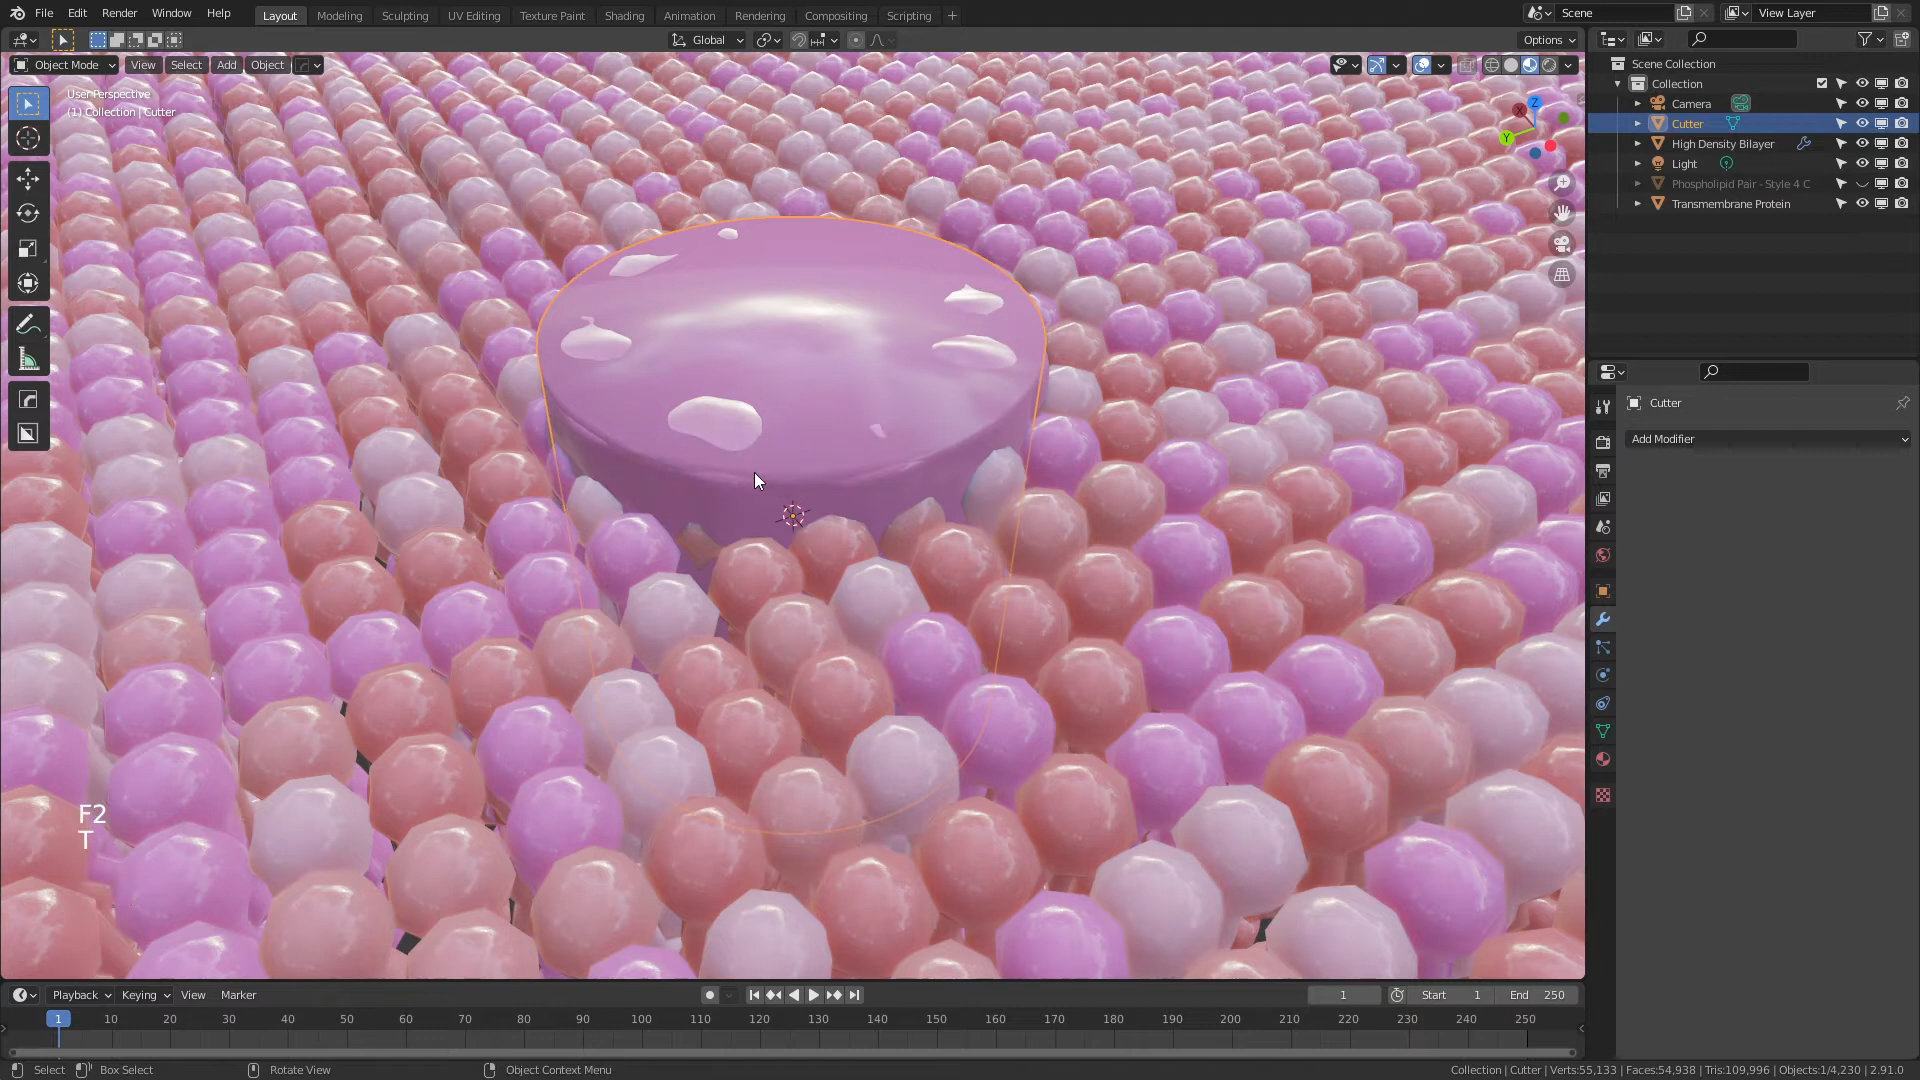 File Edit Render Window Help Layout Modeling Sculpting UV Editing Texture Paint Shading Animation Rendering Compositing Scripting + Scene View Layer
Global Options
Object Mode View Select Add Object
User Perspective
(1) Collection | Cutter
Z
X
Y
Scene Collection
Collection
Camera
Cutter
High Density Bilayer
Light
Phospholipid Pair - Style 4 C
Transmembrane Protein
Cutter
Add Modifier
F2
T
Playback Keying View Marker 1 Start 1 End 250
1 10 20 30 40 50 60 70 80 90 100 110 120 130 140 150 160 170 180 190 200 210 220 230 240 250
Select Box Select Rotate View Object Context Menu Collection | Cutter | Verts:55,133 | Faces:54,938 | Tris:109,996 | Objects:1/4,230 | 2.91.0